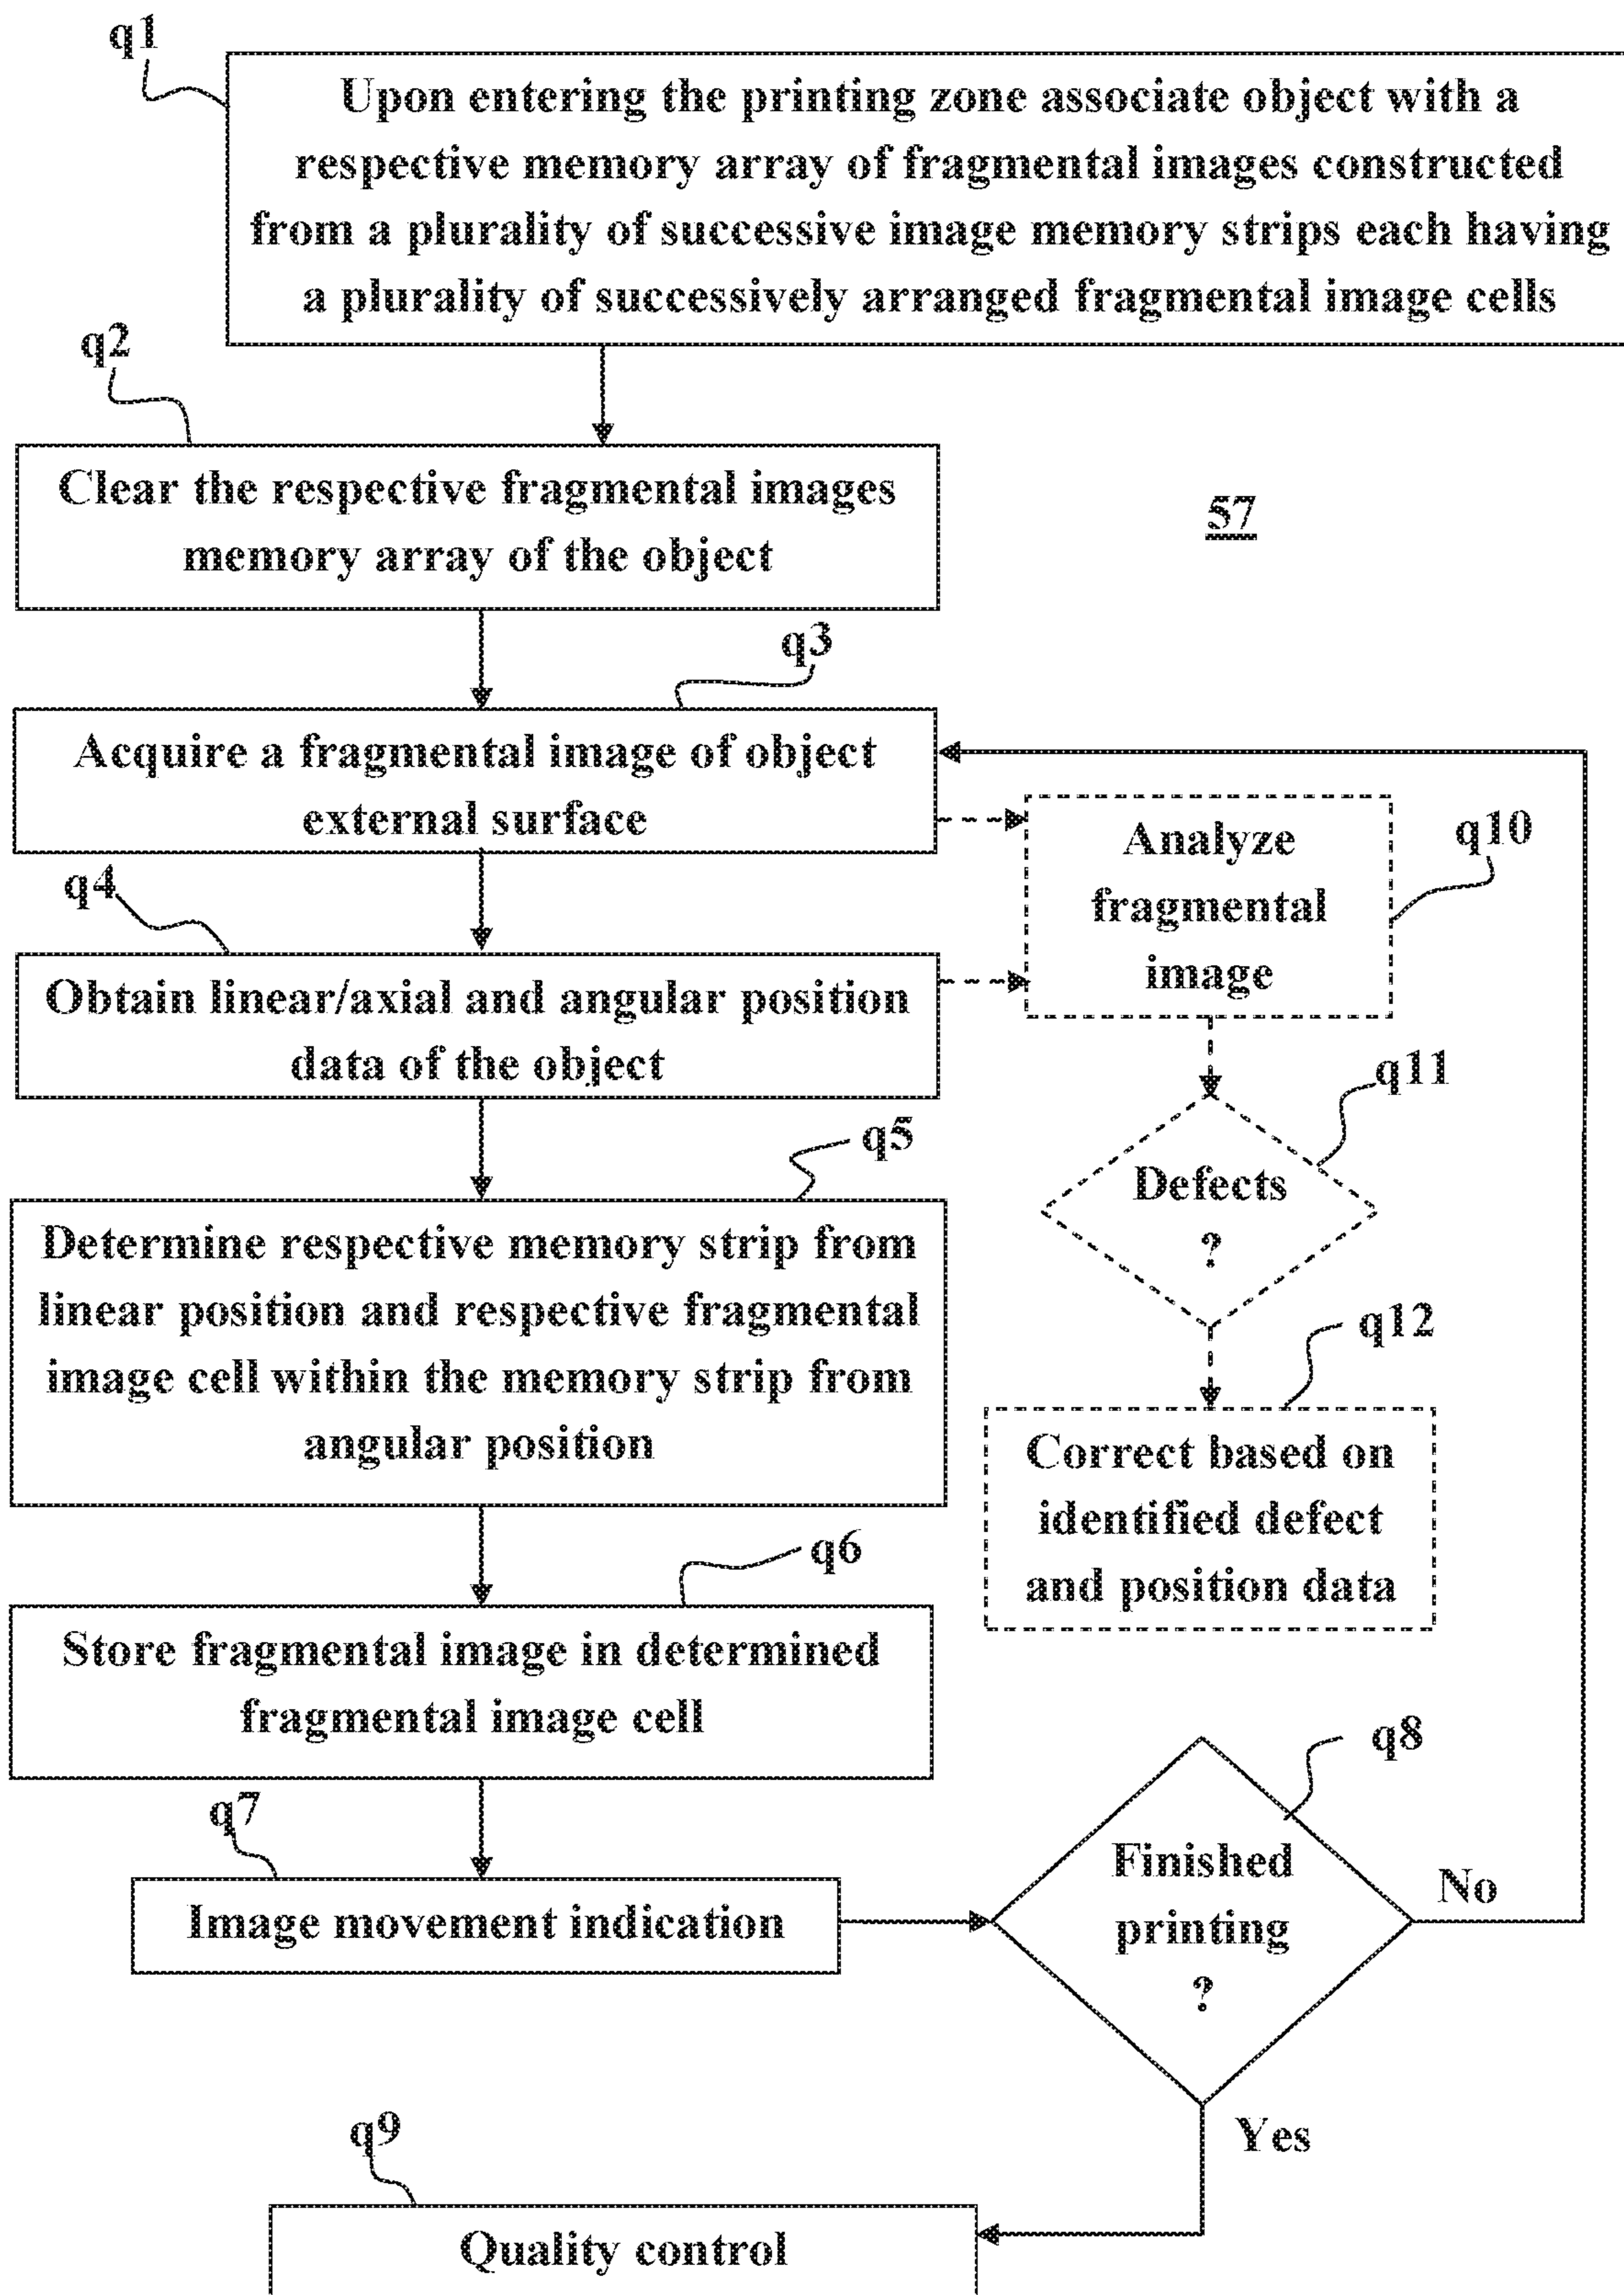 q1
Upon entering the printing zone associate object with a
respective memory array of fragmental images constructed
from a plurality of successive image memory strips each having
a plurality of successively arranged fragmental image cells
q2
Clear the respective fragmental images
memory array of the object
57
q3
Acquire a fragmental image of object
external surface
q4
Obtain linear/axial and angular position
data of the object
q10
Analyze
fragmental
image
q11
Defects
?
q5
Determine respective memory strip from
linear position and respective fragmental
image cell within the memory strip from
angular position
q12
Correct based on
identified defect
and position data
q6
Store fragmental image in determined
fragmental image cell
q7
Image movement indication
q8
Finished
printing
?
No
Yes
q9
Quality control